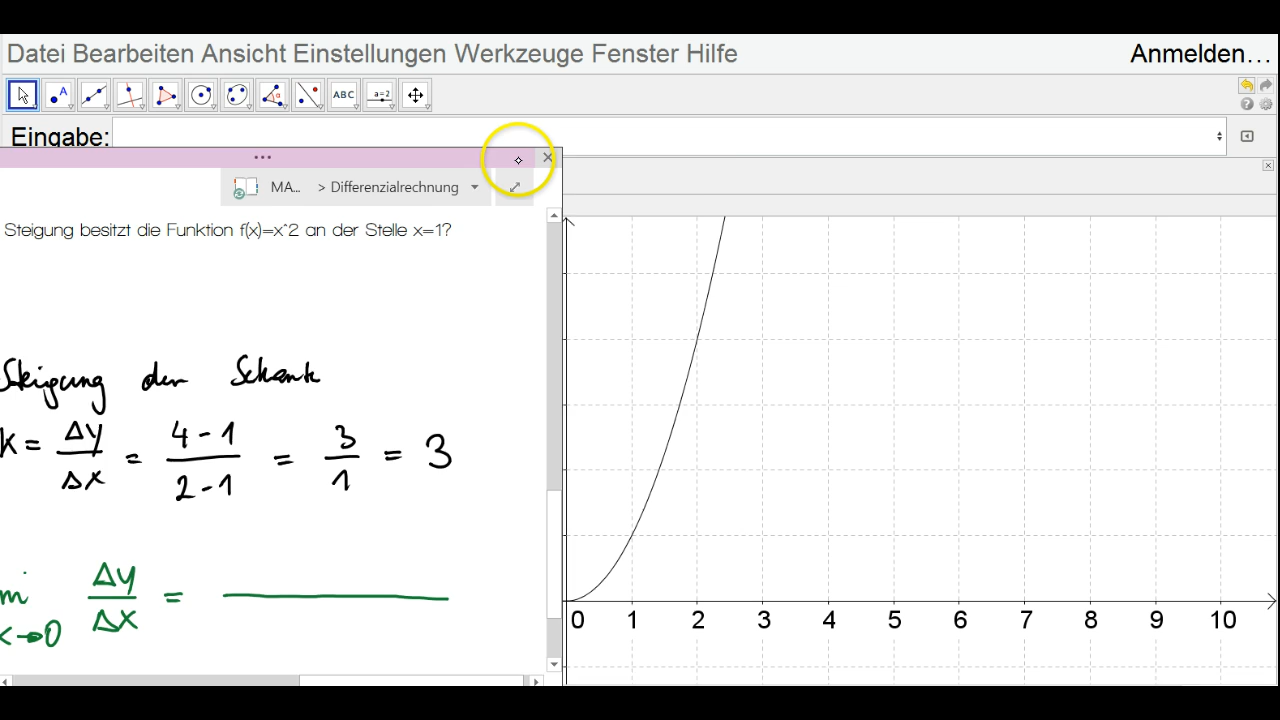 Datei Bearbeiten Ansicht Einstellungen Werkzeuge Fenster Hilfe
Anmelden...
A
ABC
a=2
Eingabe:
MA... > Differenzialrechnung
Steigung besitzt die Funktion f(x)=x^2 an der Stelle x=1?
Steigung der
K = Δy/Δx = 4-1/2-1 = 3/1 = 3
Δy/Δx =
→0
0 1 2 3 4 5 6 7 8 9 10